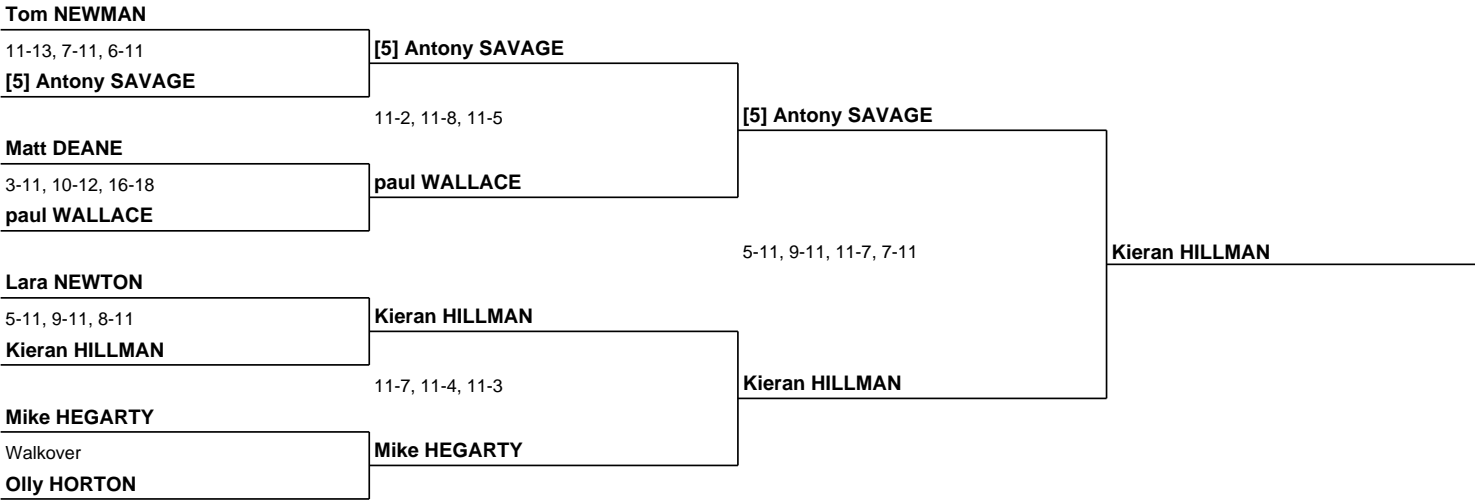 Tom NEWMAN
11-13, 7-11, 6-11
[5] Antony SAVAGE
[5] Antony SAVAGE
11-2, 11-8, 11-5
[5] Antony SAVAGE
Matt DEANE
3-11, 10-12, 16-18
paul WALLACE
paul WALLACE
5-11, 9-11, 11-7, 7-11
Kieran HILLMAN
Lara NEWTON
5-11, 9-11, 8-11
Kieran HILLMAN
Kieran HILLMAN
11-7, 11-4, 11-3
Kieran HILLMAN
Mike HEGARTY
Walkover
Mike HEGARTY
Olly HORTON